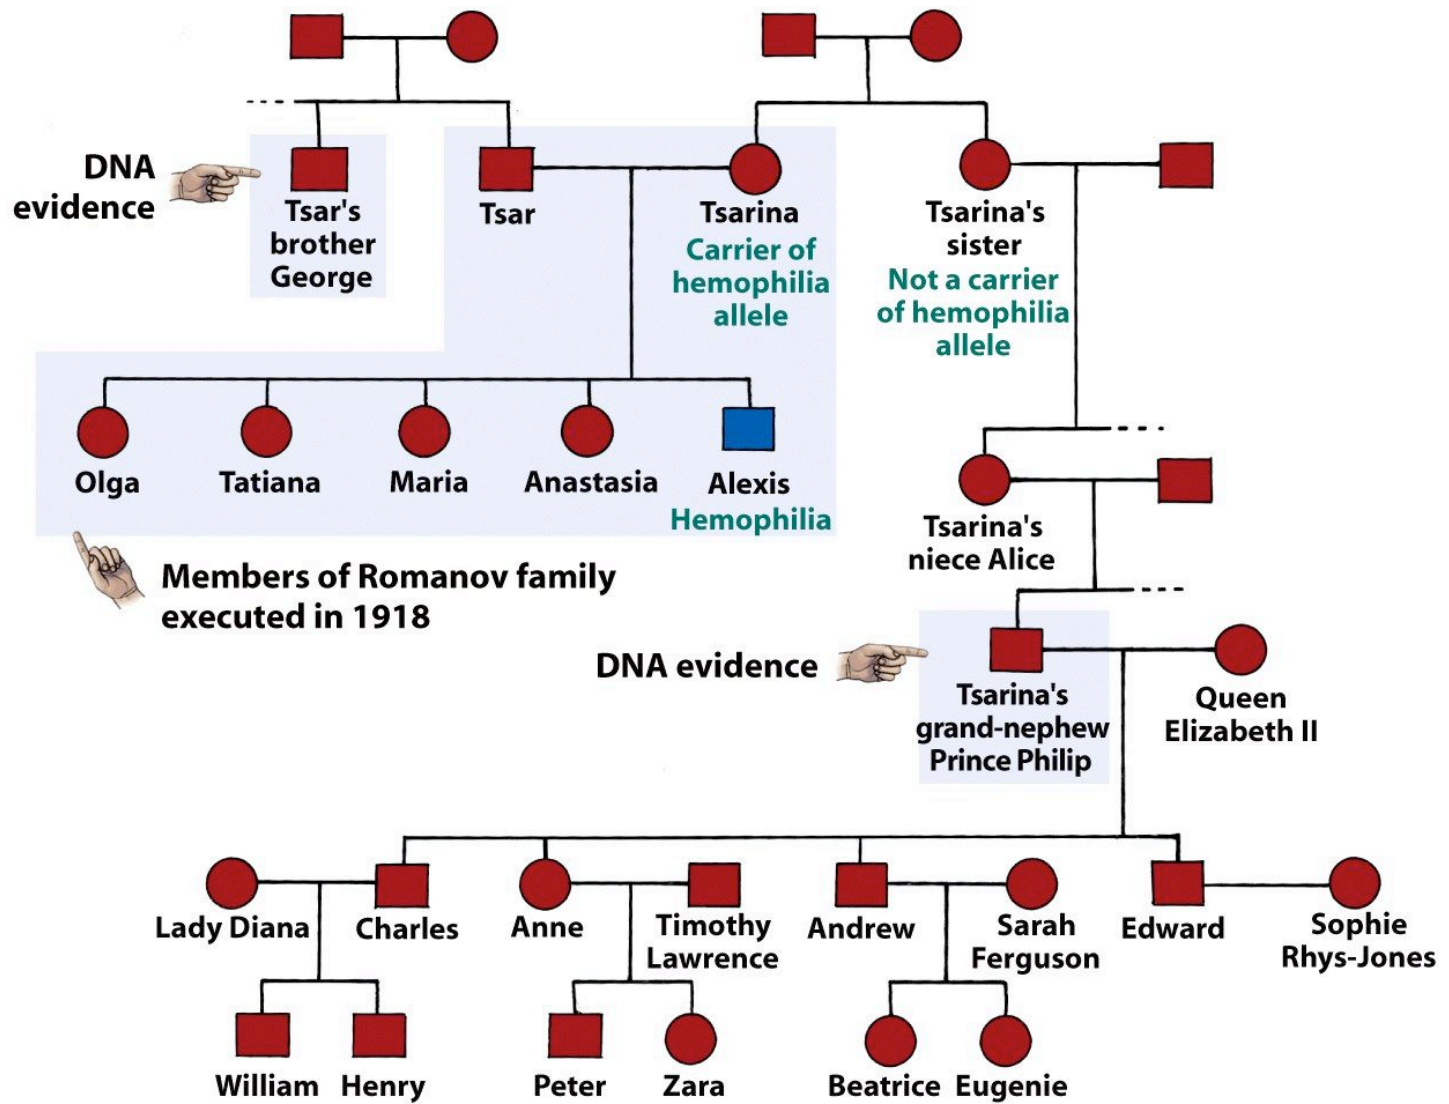 DNA
evidence
Tsar's
brother
George
Tsar
Tsarina
Carrier of
hemophilia
allele
Tsarina's
sister
Not a carrier
of hemophilia
allele
Olga
Tatiana
Maria
Anastasia
Alexis
Hemophilia
Members of Romanov family
executed in 1918
Tsarina's
niece Alice
DNA evidence
Tsarina's
grand-nephew
Prince Philip
Queen
Elizabeth II
Lady Diana
Charles
Anne
Timothy
Lawrence
Andrew
Sarah
Ferguson
Edward
Sophie
Rhys-Jones
William
Henry
Peter
Zara
Beatrice
Eugenie